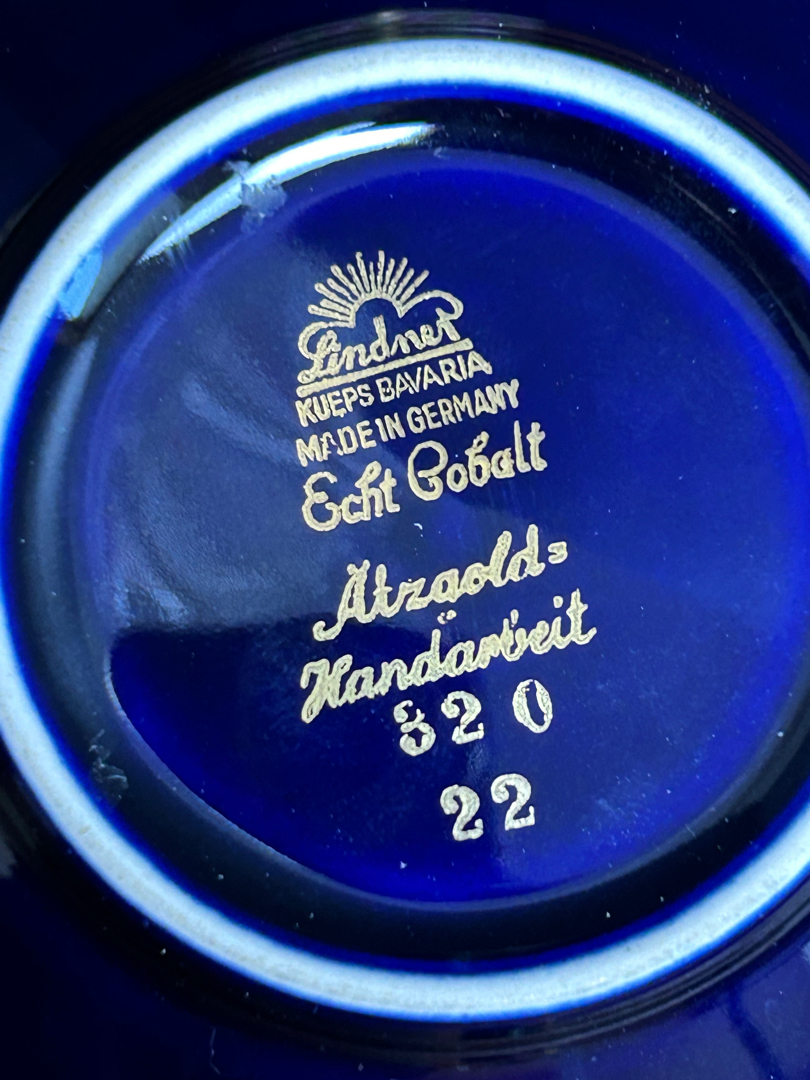 Lindner
KUEPS BAVARIA
MADE IN GERMANY
Echt Cobalt
Ätzgold=
Handarbeit
320
22